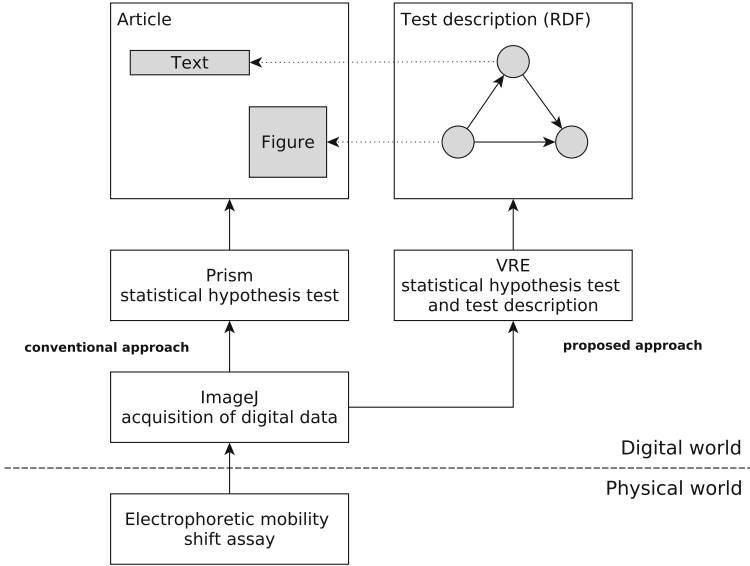 Article
Text
Figure
Test description (RDF)
Prism
statistical hypothesis test
VRE
statistical hypothesis test
and test description
conventional approach
proposed approach
ImageJ
acquisition of digital data
Digital world
Physical world
Electrophoretic mobility
shift assay